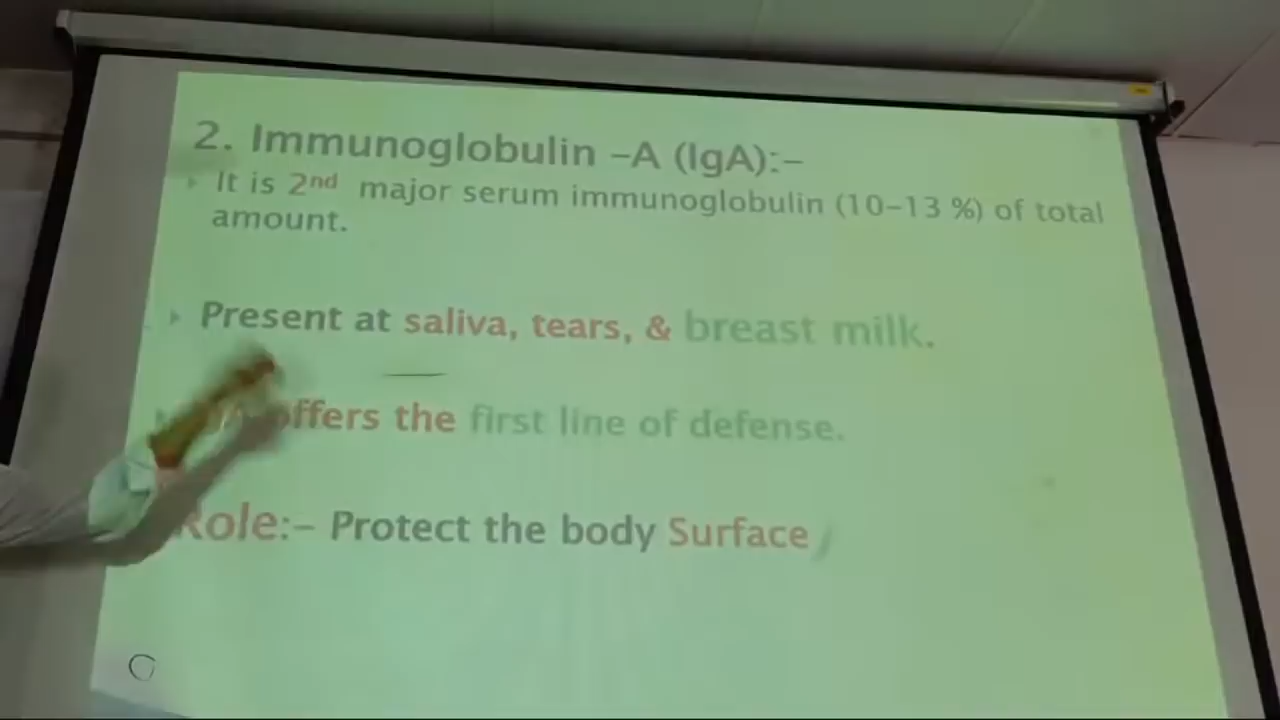 2. Immunoglobulin –A (IgA):–
It is 2nd major serum immunoglobulin (10–13 %) of total
amount.
Present at saliva, tears, & breast milk.
offers the first line of defense.
Role:– Protect the body Surface